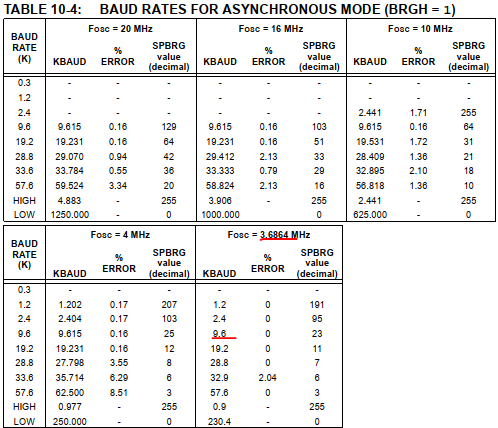 TABLE 10-4: BAUD RATES FOR ASYNCHRONOUS MODE (BRGH = 1)
BAUD RATE (K) FOSC = 20 MHz FOSC = 16 MHz FOSC = 10 MHz
KBAUD % ERROR SPBRG value (decimal) KBAUD % ERROR SPBRG value (decimal) KBAUD % ERROR SPBRG value (decimal)
0.3 - - - - - - - - -
1.2 - - - - - - - - -
2.4 - - - - - - 2.441 1.71 255
9.6 9.615 0.16 129 9.615 0.16 103 9.615 0.16 64
19.2 19.231 0.16 64 19.231 0.16 51 19.531 1.72 31
28.8 29.070 0.94 42 29.412 2.13 33 28.409 1.36 21
33.6 33.784 0.55 36 33.333 0.79 29 32.895 2.10 18
57.6 59.524 3.34 20 58.824 2.13 16 56.818 1.36 10
HIGH 4.883 - 255 3.906 - 255 2.441 - 255
LOW 1250.000 - 0 1000.000 - 0 625.000 - 0
BAUD RATE (K) FOSC = 4 MHz FOSC = 3.6864 MHz
KBAUD % ERROR SPBRG value (decimal) KBAUD % ERROR SPBRG value (decimal)
0.3 - - - - - -
1.2 1.202 0.17 207 1.2 0 191
2.4 2.404 0.17 103 2.4 0 95
9.6 9.615 0.16 25 9.6 0 23
19.2 19.231 0.16 12 19.2 0 11
28.8 27.798 3.55 8 28.8 0 7
33.6 35.714 6.29 6 32.9 2.04 6
57.6 62.500 8.51 3 57.6 0 3
HIGH 0.977 - 255 0.9 - 255
LOW 250.000 - 0 230.4 - 0